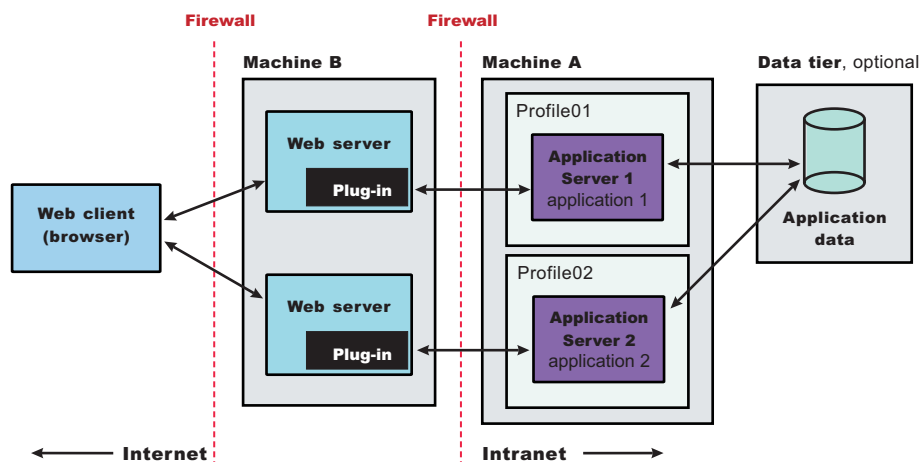 Firewall
Firewall
Machine B
Machine A
Data tier, optional
Web client
(browser)
Web server
Plug-in
Web server
Plug-in
Profile01
Application
Server 1
application 1
Profile02
Application
Server 2
application 2
Application
data
Internet
Intranet